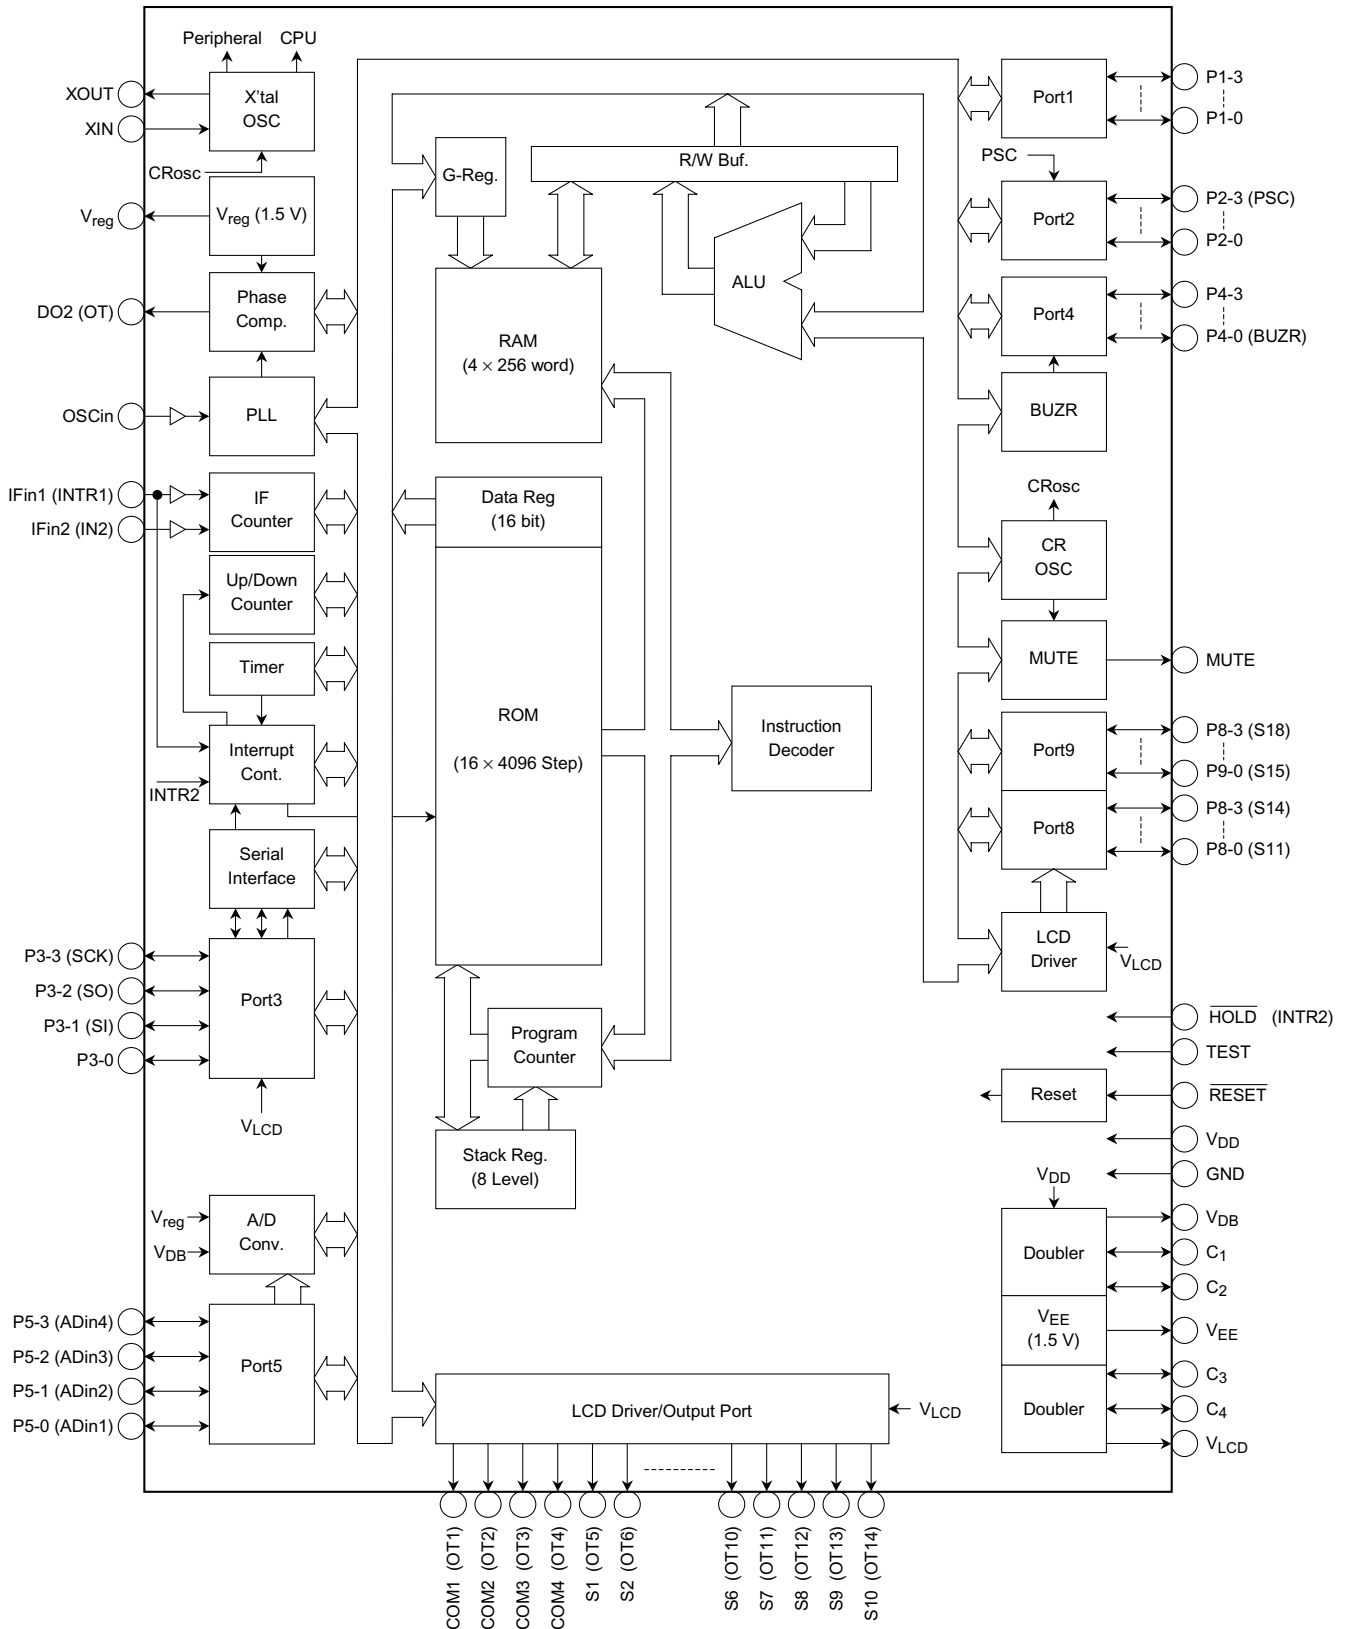 Peripheral CPU
XOUT
X'tal
OSC
XIN
CRosc
Vreg
Vreg (1.5 V)
DO2 (OT)
Phase
Comp.
OSCin
PLL
IFin1 (INTR1)
IF
Counter
IFin2 (IN2)
Up/Down
Counter
Timer
Interrupt
Cont.
INTR2
Serial
Interface
P3-3 (SCK)
P3-2 (SO)
P3-1 (SI)
P3-0
Port3
VLCD
Vreg
VDB
A/D
Conv.
P5-3 (ADin4)
P5-2 (ADin3)
P5-1 (ADin2)
P5-0 (ADin1)
Port5
G-Reg.
R/W Buf.
ALU
RAM
(4 × 256 word)
Data Reg
(16 bit)
ROM
(16 × 4096 Step)
Instruction
Decoder
Program
Counter
Stack Reg.
(8 Level)
LCD Driver/Output Port
VLCD
COM1 (OT1)
COM2 (OT2)
COM3 (OT3)
COM4 (OT4)
S1 (OT5)
S2 (OT6)
S6 (OT10)
S7 (OT11)
S8 (OT12)
S9 (OT13)
S10 (OT14)
Port1
P1-3
P1-0
PSC
Port2
P2-3 (PSC)
P2-0
Port4
P4-3
P4-0 (BUZR)
BUZR
CRosc
CR
OSC
MUTE
MUTE
Port9
P8-3 (S18)
P9-0 (S15)
Port8
P8-3 (S14)
P8-0 (S11)
LCD
Driver
VLCD
HOLD (INTR2)
TEST
Reset
RESET
VDD
GND
VDD
Doubler
VDB
C1
C2
VEE
(1.5 V)
VEE
Doubler
C3
C4
VLCD